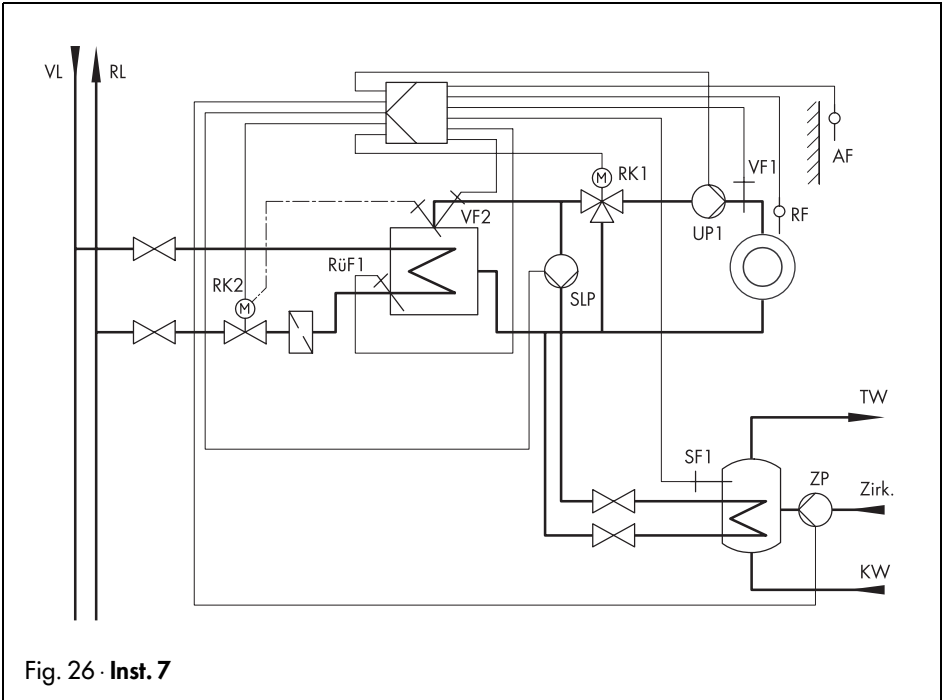 VL
RL
RK1
VF1
AF
RF
UP1
VF2
RüF1
RK2
SLP
M
M
TW
SF1
ZP
Zirk.
KW
Fig. 26 · Inst. 7